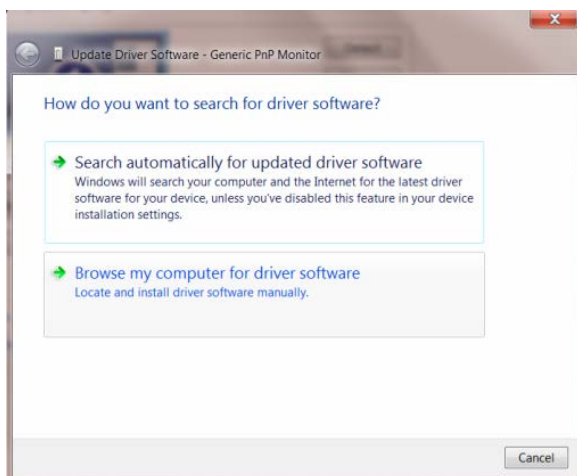 Update Driver Software - Generic PnP Monitor
How do you want to search for driver software?
Search automatically for updated driver software
Windows will search your computer and the Internet for the latest driver
software for your device, unless you've disabled this feature in your device
installation settings.
Browse my computer for driver software
Locate and install driver software manually.
Cancel